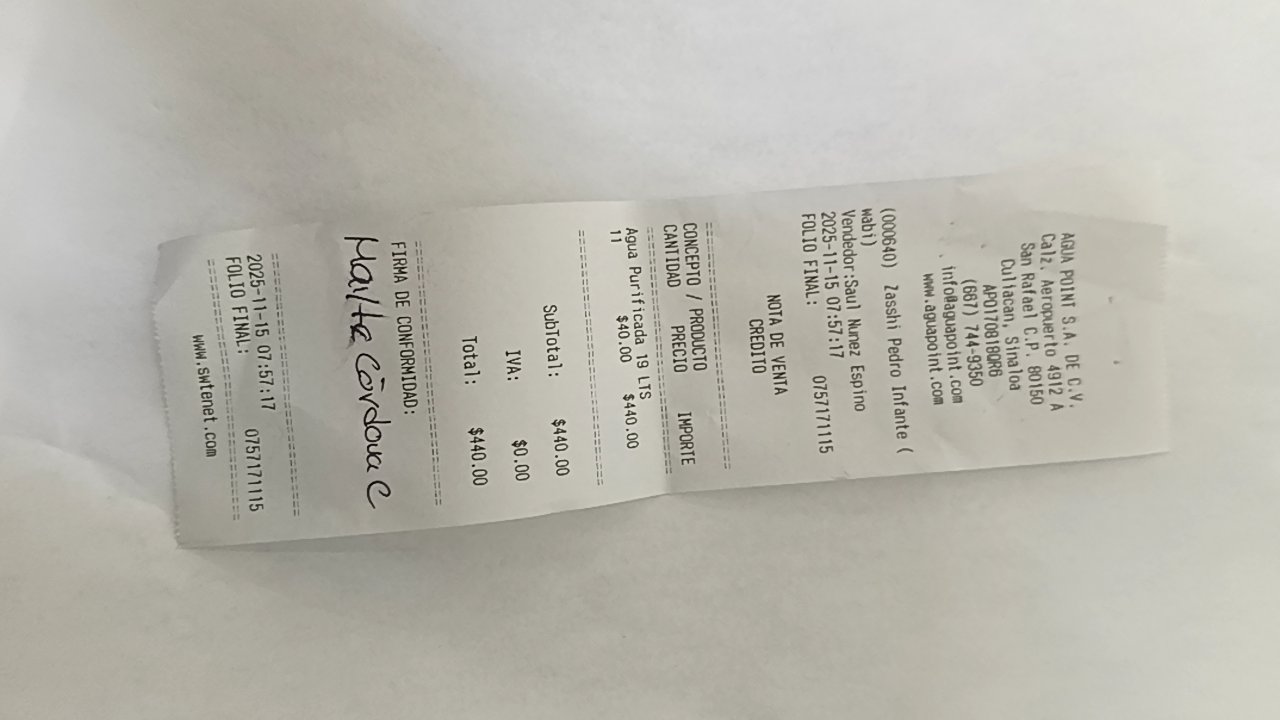 AGUA POINT S.A. DE C.V.
Calz. Aeropuerto 4912 A
San Rafael C.P. 80150
Culiacan, Sinaloa
APO170818QR6
(667) 744-9350
info@aguapoint.com
www.aguapoint.com
(000640) Zasshi Pedro Infante (
wabi)
Vendedor:Saul Nunez Espino
2025-11-15 07:57:17
FOLIO FINAL: 0757171115
NOTA DE VENTA
CREDITO
CONCEPTO / PRODUCTO
CANTIDAD PRECIO IMPORTE
Agua Purificada 19 LTS
11 $40.00 $440.00
SubTotal: $440.00
IVA: $0.00
Total: $440.00
FIRMA DE CONFORMIDAD:
Córdova C
2025-11-15 07:57:17
FOLIO FINAL: 0757171115
www.swtenet.com